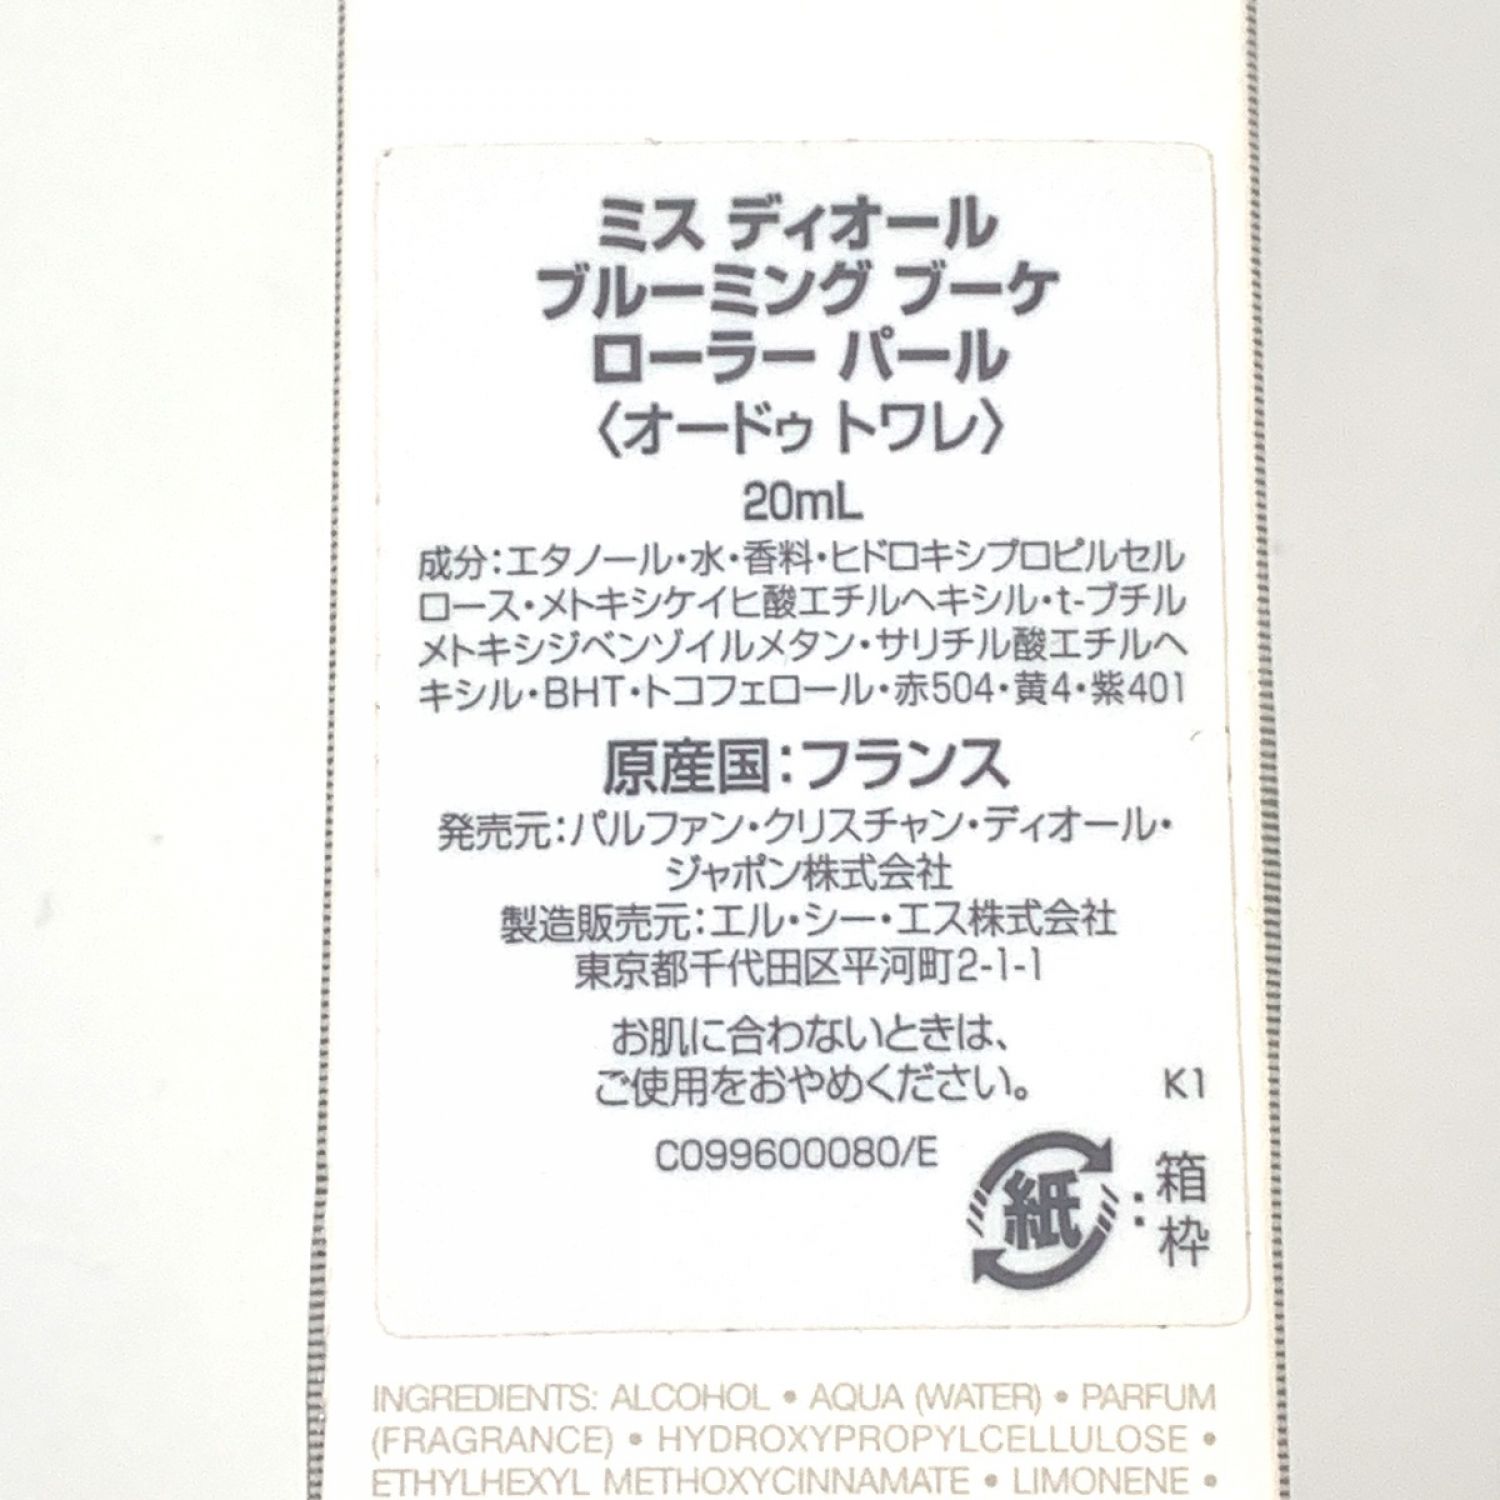 ミス ディオール
ブルーミング ブーケ
ローラー パール
〈オードゥ トワレ〉
20mL
成分：エタノール・水・香料・ヒドロキシプロピルセル
ロース・メトキシケイヒ酸エチルヘキシル・t-ブチル
メトキシジベンゾイルメタン・サリチル酸エチルヘ
キシル・BHT・トコフェロール・赤504・黄4・紫401
原産国：フランス
発売元：パルファン・クリスチャン・ディオール・
ジャポン株式会社
製造販売元：エル・シー・エス株式会社
東京都千代田区平河町2-1-1
お肌に合わないときは、
ご使用をおやめください。
K1
C099600080/E
紙：箱
枠
INGREDIENTS: ALCOHOL • AQUA (WATER) • PARFUM
(FRAGRANCE) • HYDROXYPROPYLCELLULOSE •
ETHYLHEXYL METHOXYCINNAMATE • LIMONENE •